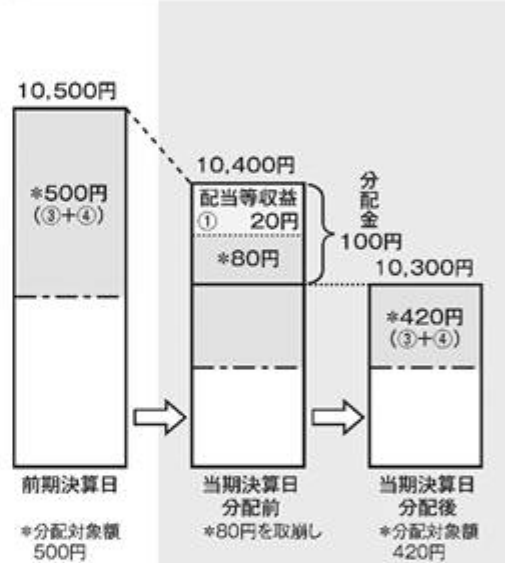 10,500円
*500円
(③+④)
10,400円
配当等収益
① 20円
*80円
分配金
100円
10,300円
*420円
(③+④)
前期決算日
*分配対象額
500円
当期決算日
分配前
*80円を取崩し
当期決算日
分配後
*分配対象額
420円